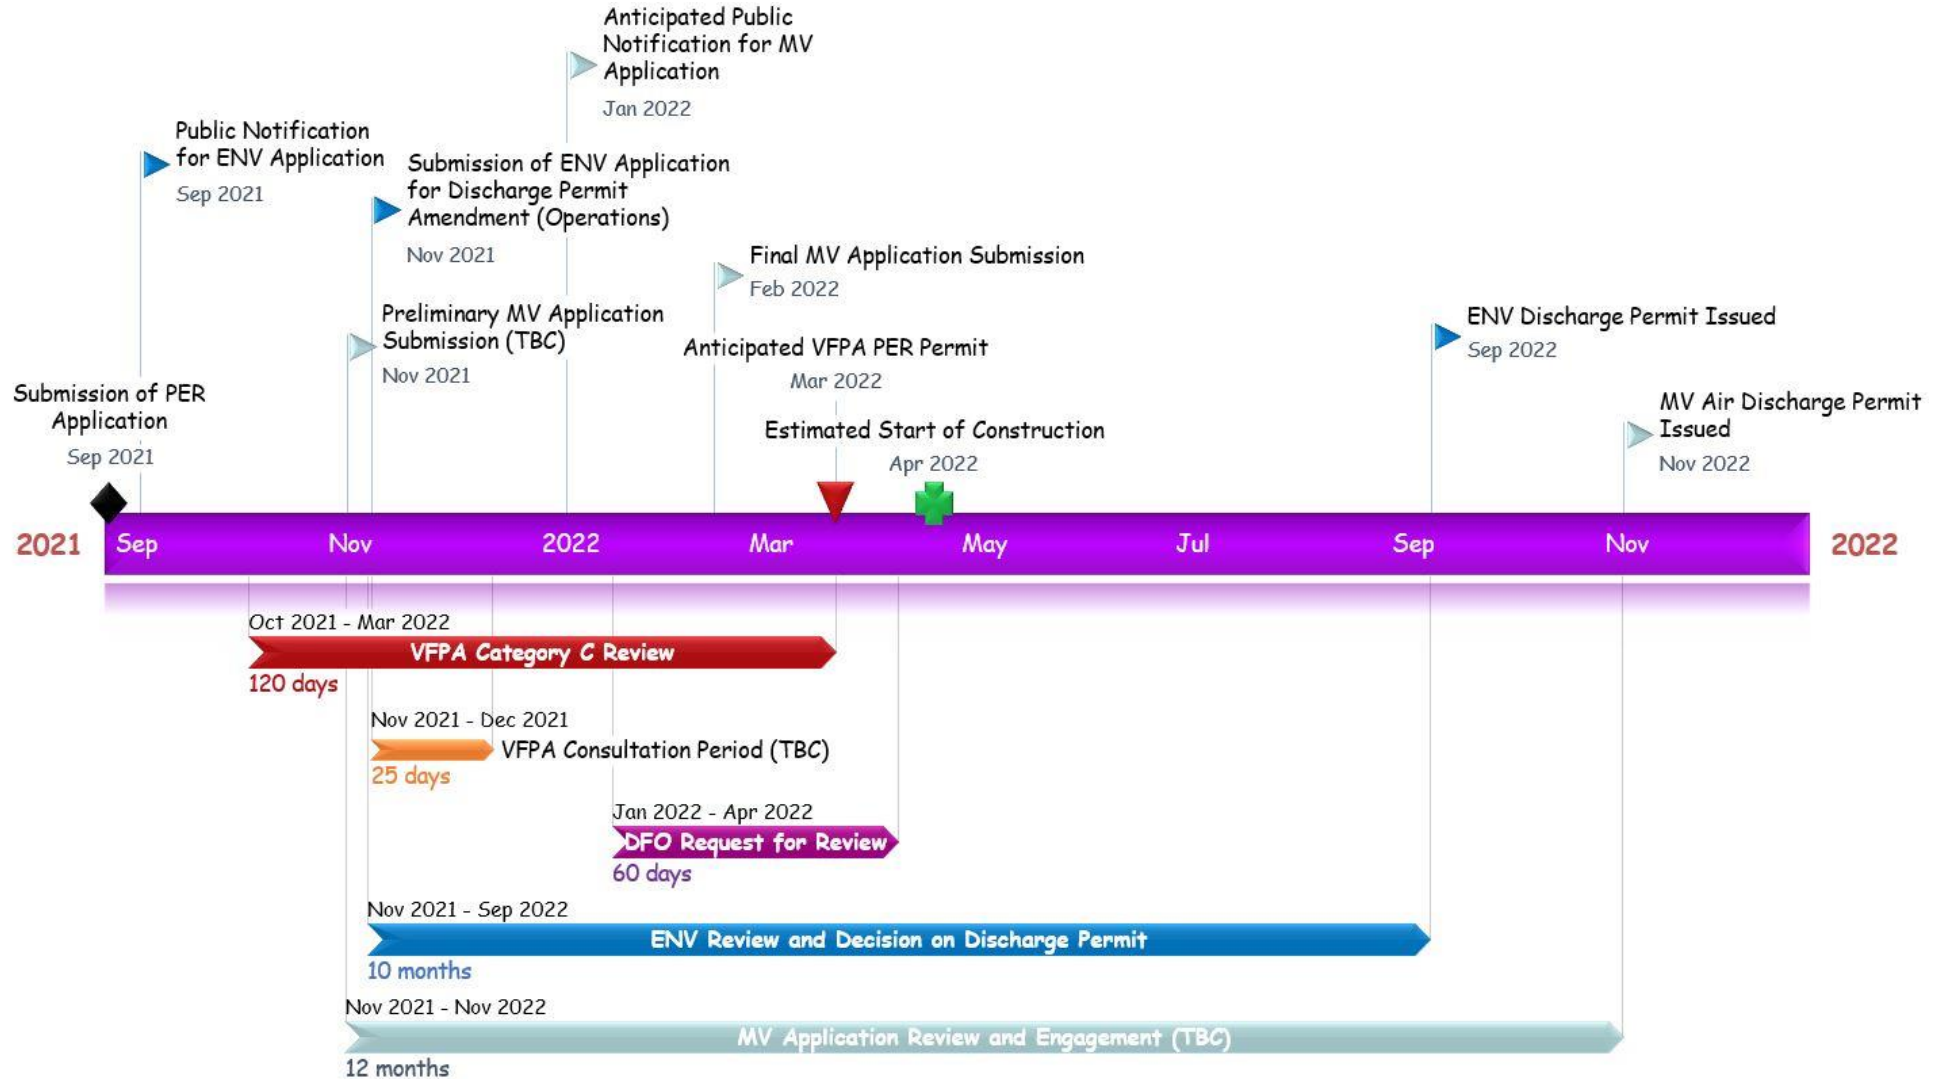 Anticipated Public
Notification for MV
Application
Jan 2022
Public Notification
for ENV Application
Sep 2021
Submission of ENV Application
for Discharge Permit
Amendment (Operations)
Nov 2021
Final MV Application Submission
Feb 2022
Preliminary MV Application
Submission (TBC)
Nov 2021
Anticipated VFPA PER Permit
Mar 2022
ENV Discharge Permit Issued
Sep 2022
Submission of PER
Application
Sep 2021
Estimated Start of Construction
Apr 2022
MV Air Discharge Permit
Issued
Nov 2022
2021 Sep Nov 2022 Mar May Jul Sep Nov 2022
Oct 2021 - Mar 2022
VFPA Category C Review
120 days
Nov 2021 - Dec 2021
VFPA Consultation Period (TBC)
25 days
Jan 2022 - Apr 2022
DFO Request for Review
60 days
Nov 2021 - Sep 2022
ENV Review and Decision on Discharge Permit
10 months
Nov 2021 - Nov 2022
MV Application Review and Engagement (TBC)
12 months